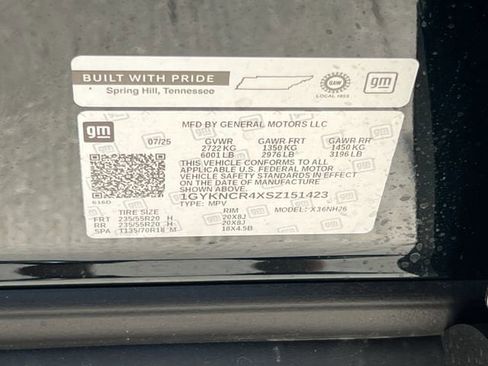 BUILT WITH PRIDE
* Spring Hill, Tennessee
UAW
LOCAL 1853
gm
gm
MFD BY GENERAL MOTORS LLC
07/25 GVWR GAWR FRT GAWR RR
2722 KG 1350 KG 1450 KG
6001 LB 2976 LB 3196 LB
THIS VEHICLE CONFORMS TO ALL
APPLICABLE U.S. FEDERAL MOTOR
VEHICLE SAFETY STANDARDS IN
EFFECT ON THE DATE OF
MANUFACTURE SHOWN ABOVE.
1GYKNCR4XSZ151423
TYPE: MPV MODEL: X36NH26
TIRE SIZE RIM
FRT 235/55R20 H 20X8J
RR 235/55R20 H 20X8J
SPA T135/70R18 M 18X4.5B